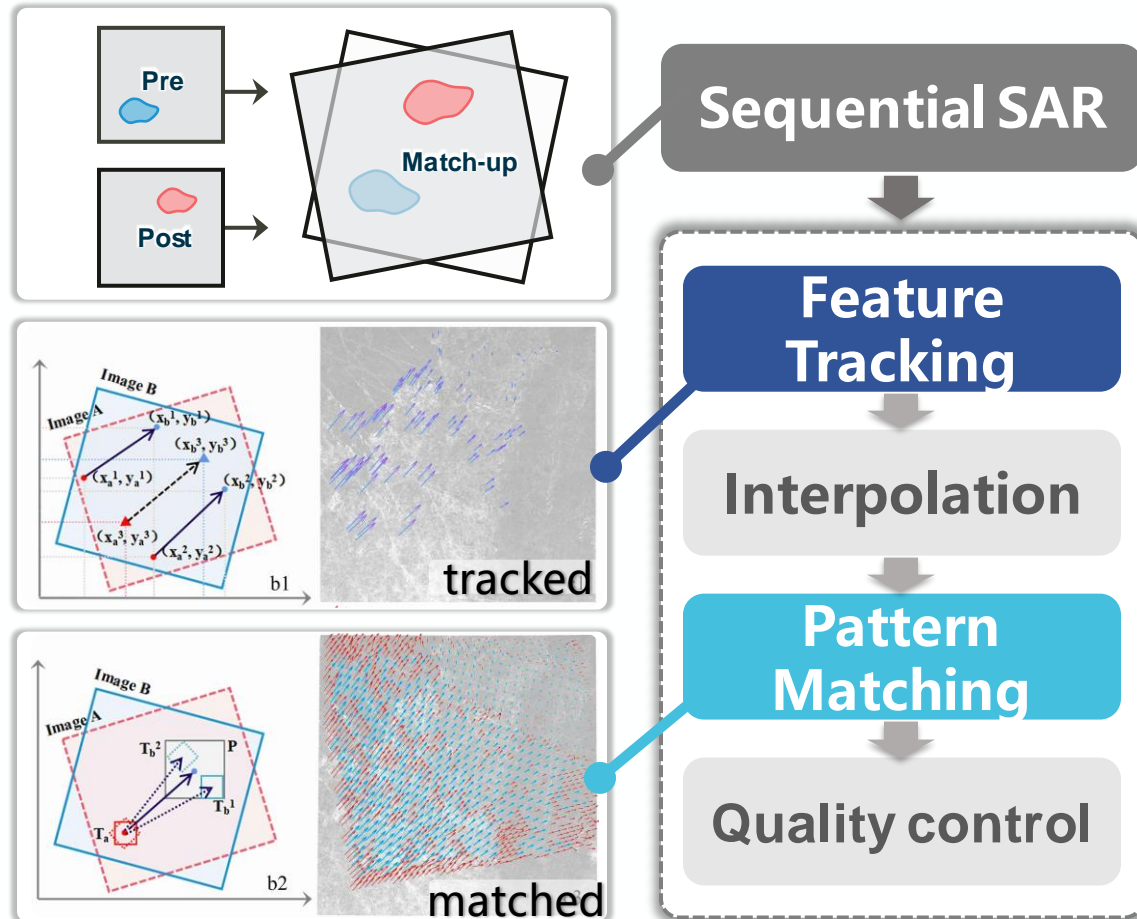 Pre
Post
Match-up
Sequential SAR
Feature
Tracking
Interpolation
Pattern
Matching
Quality control
Image B
Image A
(x_b^1, y_b^1)
(x_b^3, y_b^3)
(x_a^1, y_a^1)
(x_b^2, y_b^2)
(x_a^3, y_a^3)
(x_a^2, y_a^2)
b1
tracked
Image B
Image A
T_b^2
P
T_b^1
T_a
b2
matched